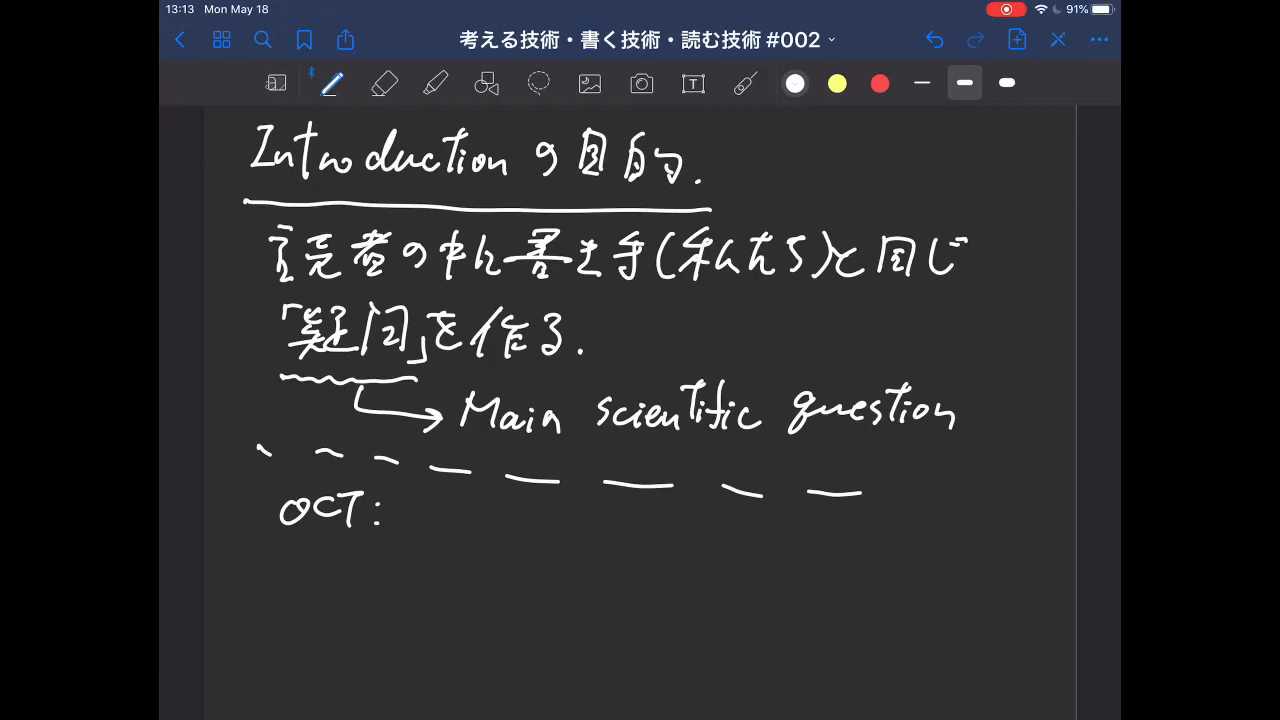 13:13 Mon May 18
91%
考える技術・書く技術・読む技術 #002
T
Introductionの目的.
読者の中に書き手(私たち)と同じ
「疑问」を作る.
Main scientific question
OCT: